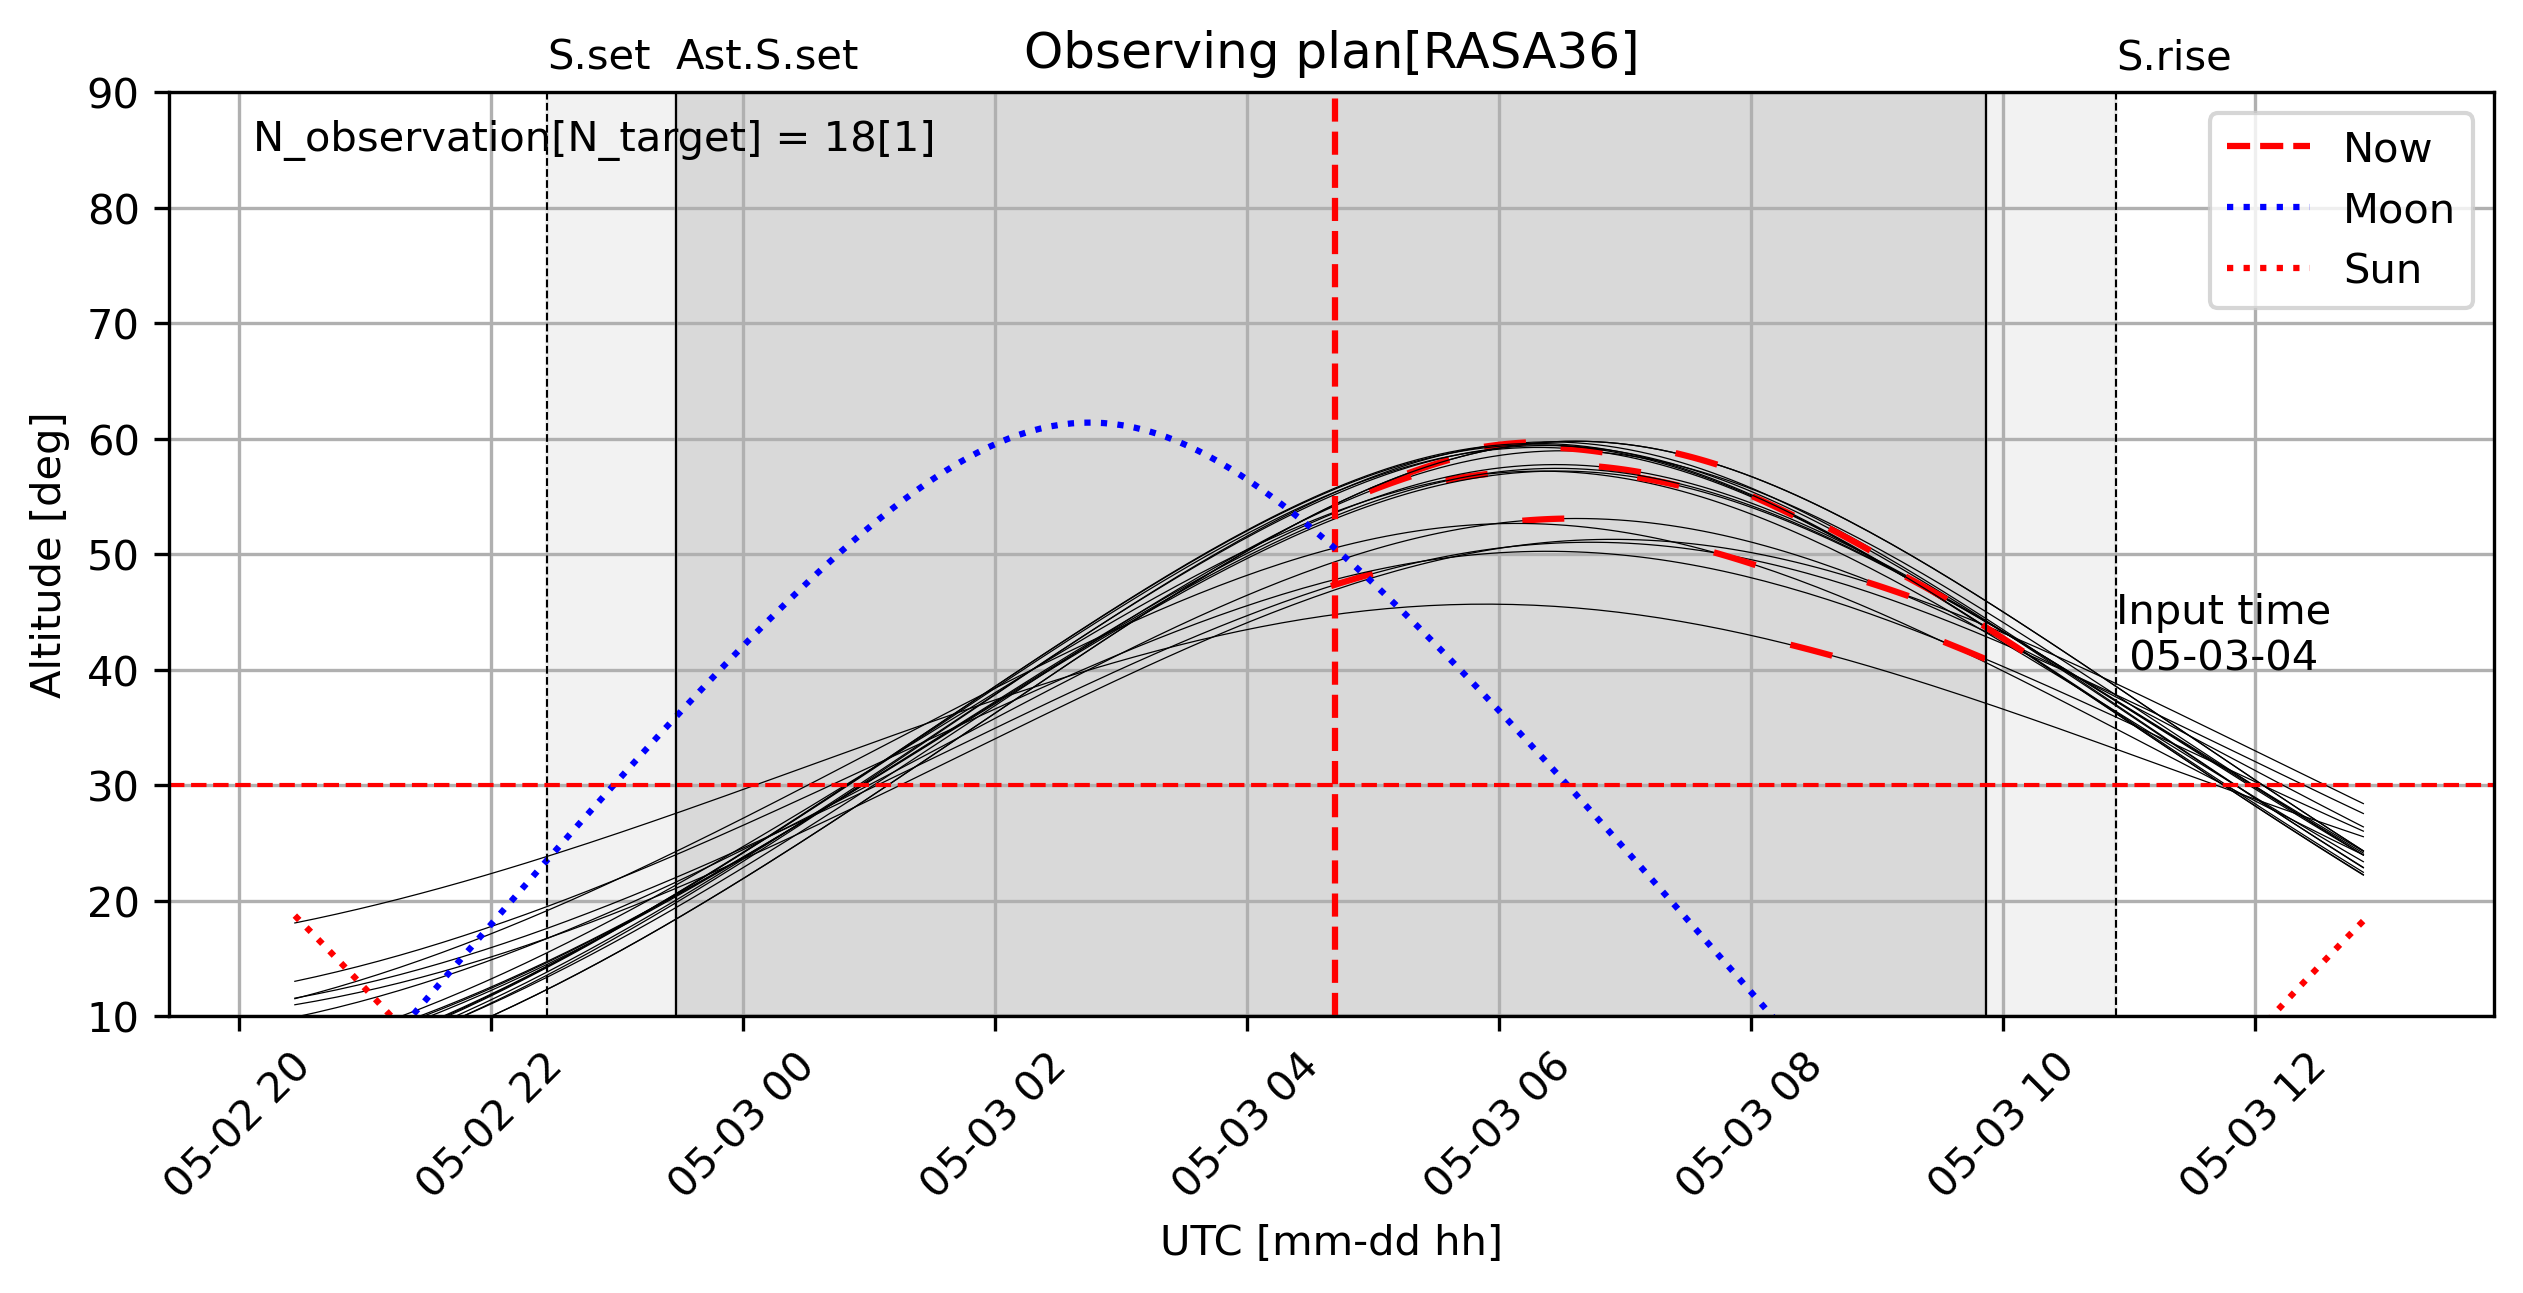 S.set Ast.S.set Observing plan[RASA36] S.rise
N_observation[N_target] = 18[1]
Now
Moon
Sun
Altitude [deg]
90
80
70
60
50
40
30
20
10
Input time
05-03-04
05-02 20
05-02 22
05-03 00
05-03 02
05-03 04
05-03 06
05-03 08
05-03 10
05-03 12
UTC [mm-dd hh]